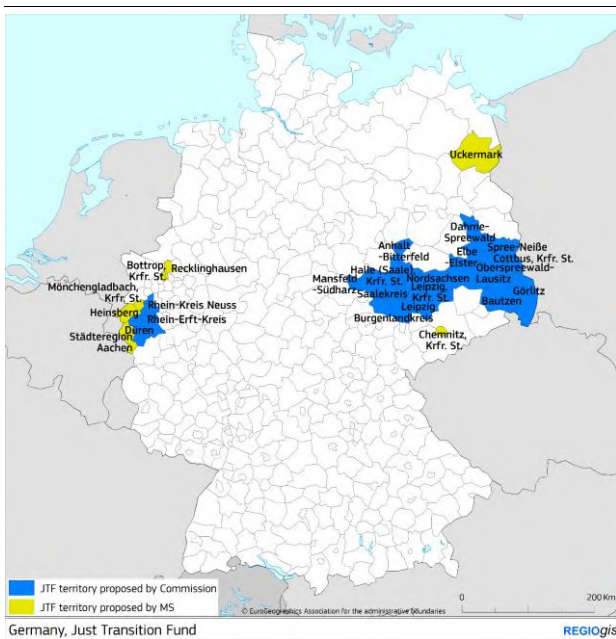 Uckermark
Dahme-
Spreewald
Anhalt
-Bitterfeld
Elbe
-Elster
Spree-Neiße
Cottbus, Krfr. St.
Oberspreewald-
Lausitz
Halle (Saale),
Krfr. St.
Nordsachsen
Mansfeld
-Südharz
Saalekreis
Leipzig,
Krfr. St.
Leipzig
Görlitz
Bautzen
Burgenlandkreis
Chemnitz,
Krfr. St.
Bottrop,
Krfr. St.
Recklinghausen
Mönchengladbach,
Krfr. St.
Rhein-Kreis Neuss
Heinsberg
Rhein-Erft-Kreis
Düren
Städteregion
Aachen
JTF territory proposed by Commission
JTF territory proposed by MS
0 200 Km
© EuroGeographics Association for the administrative boundaries
Germany, Just Transition Fund
REGIOgis